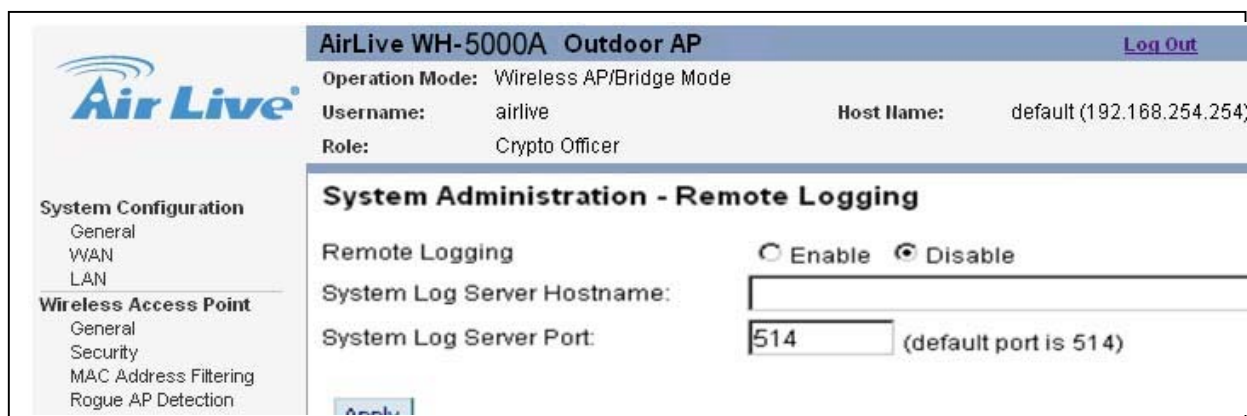 Air Live®
AirLive WH-5000A Outdoor AP
Log Out
Operation Mode: Wireless AP/Bridge Mode
Username: airlive
Host Name: default (192.168.254.254)
Role: Crypto Officer
System Configuration
General
WAN
LAN
Wireless Access Point
General
Security
MAC Address Filtering
Rogue AP Detection
System Administration - Remote Logging
Remote Logging Enable Disable
System Log Server Hostname:
System Log Server Port: 514 (default port is 514)
Apply